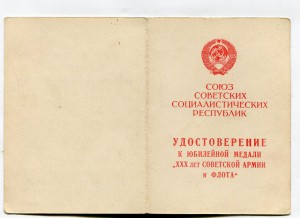 СОЮЗ
СОВЕТСКИХ
СОЦИАЛИСТИЧЕСКИХ
РЕСПУБЛИК
УДОСТОВЕРЕНИЕ
К ЮБИЛЕЙНОЙ МЕДАЛИ
"XXX ЛЕТ СОВЕТСКОЙ АРМИИ
И ФЛОТА"